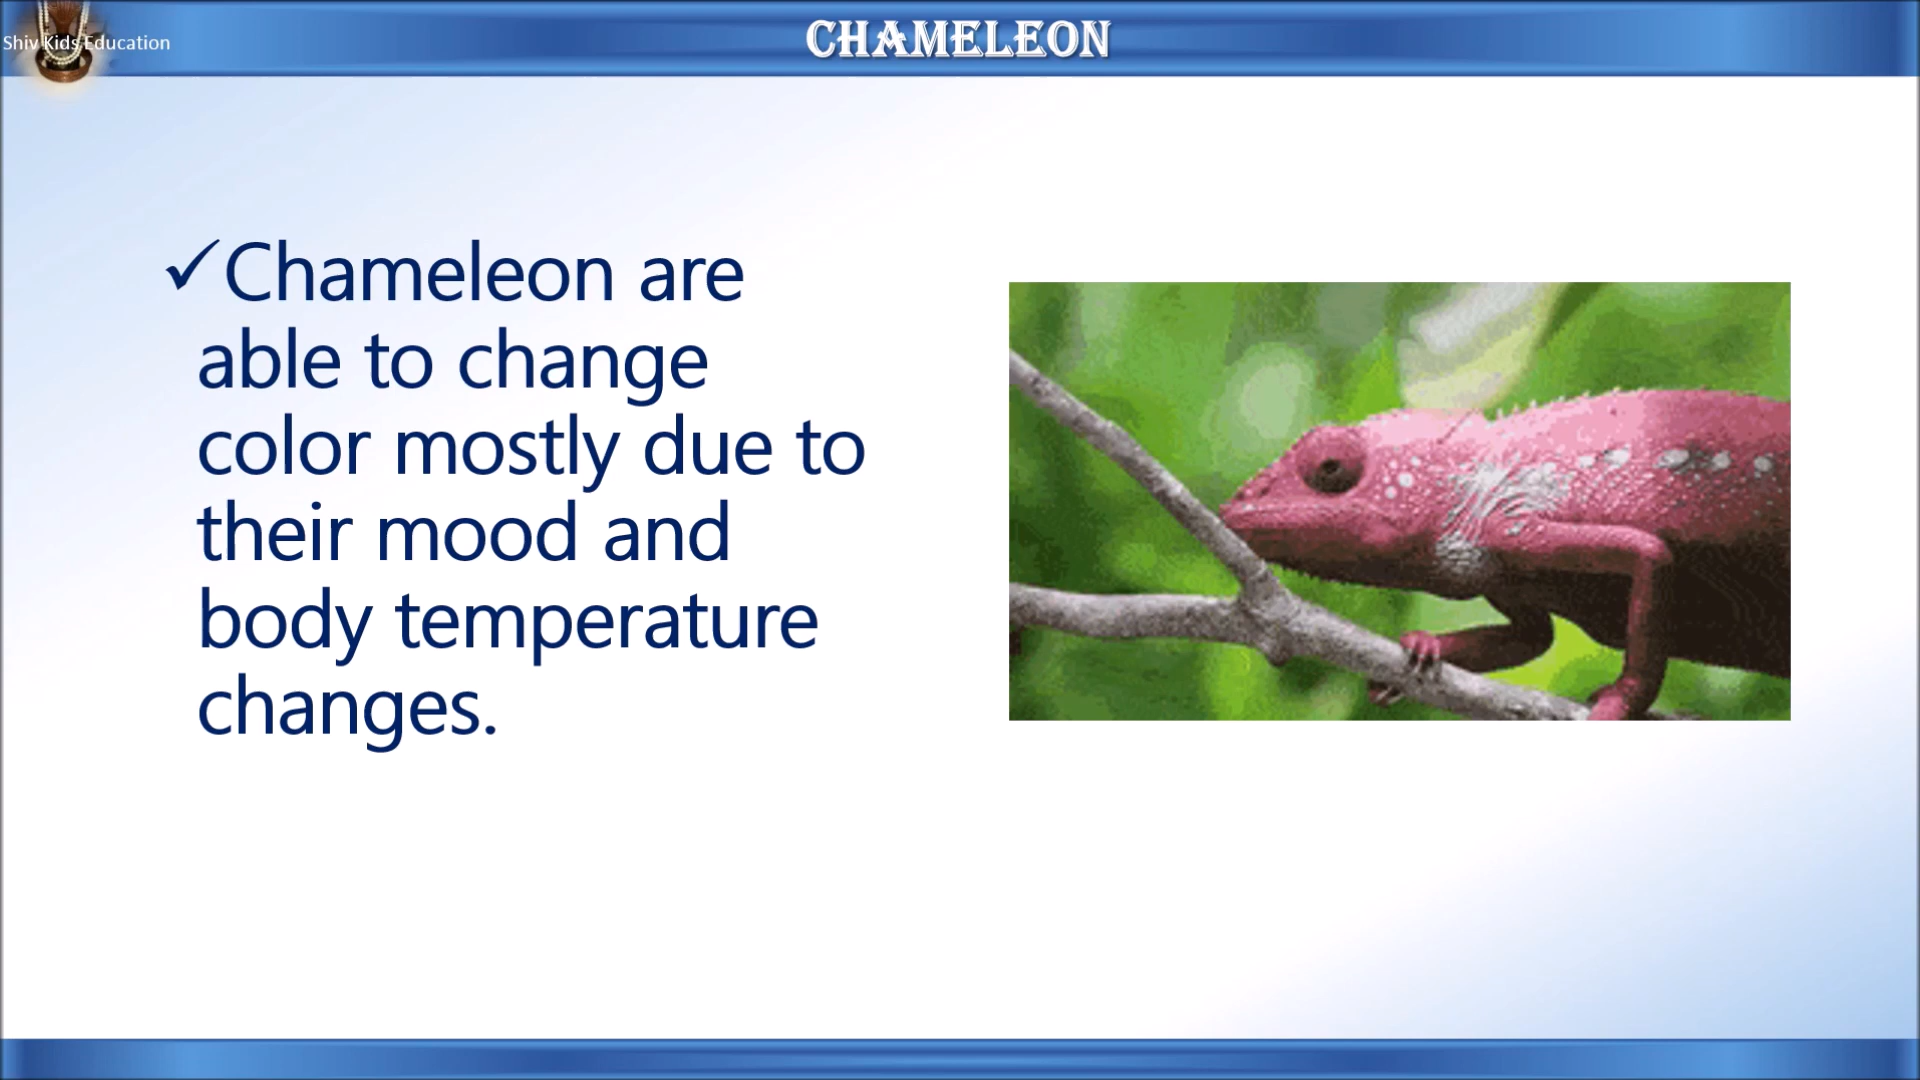 CHAMELEON
Shiv Kids Education
✓Chameleon are
able to change
color mostly due to
their mood and
body temperature
changes.